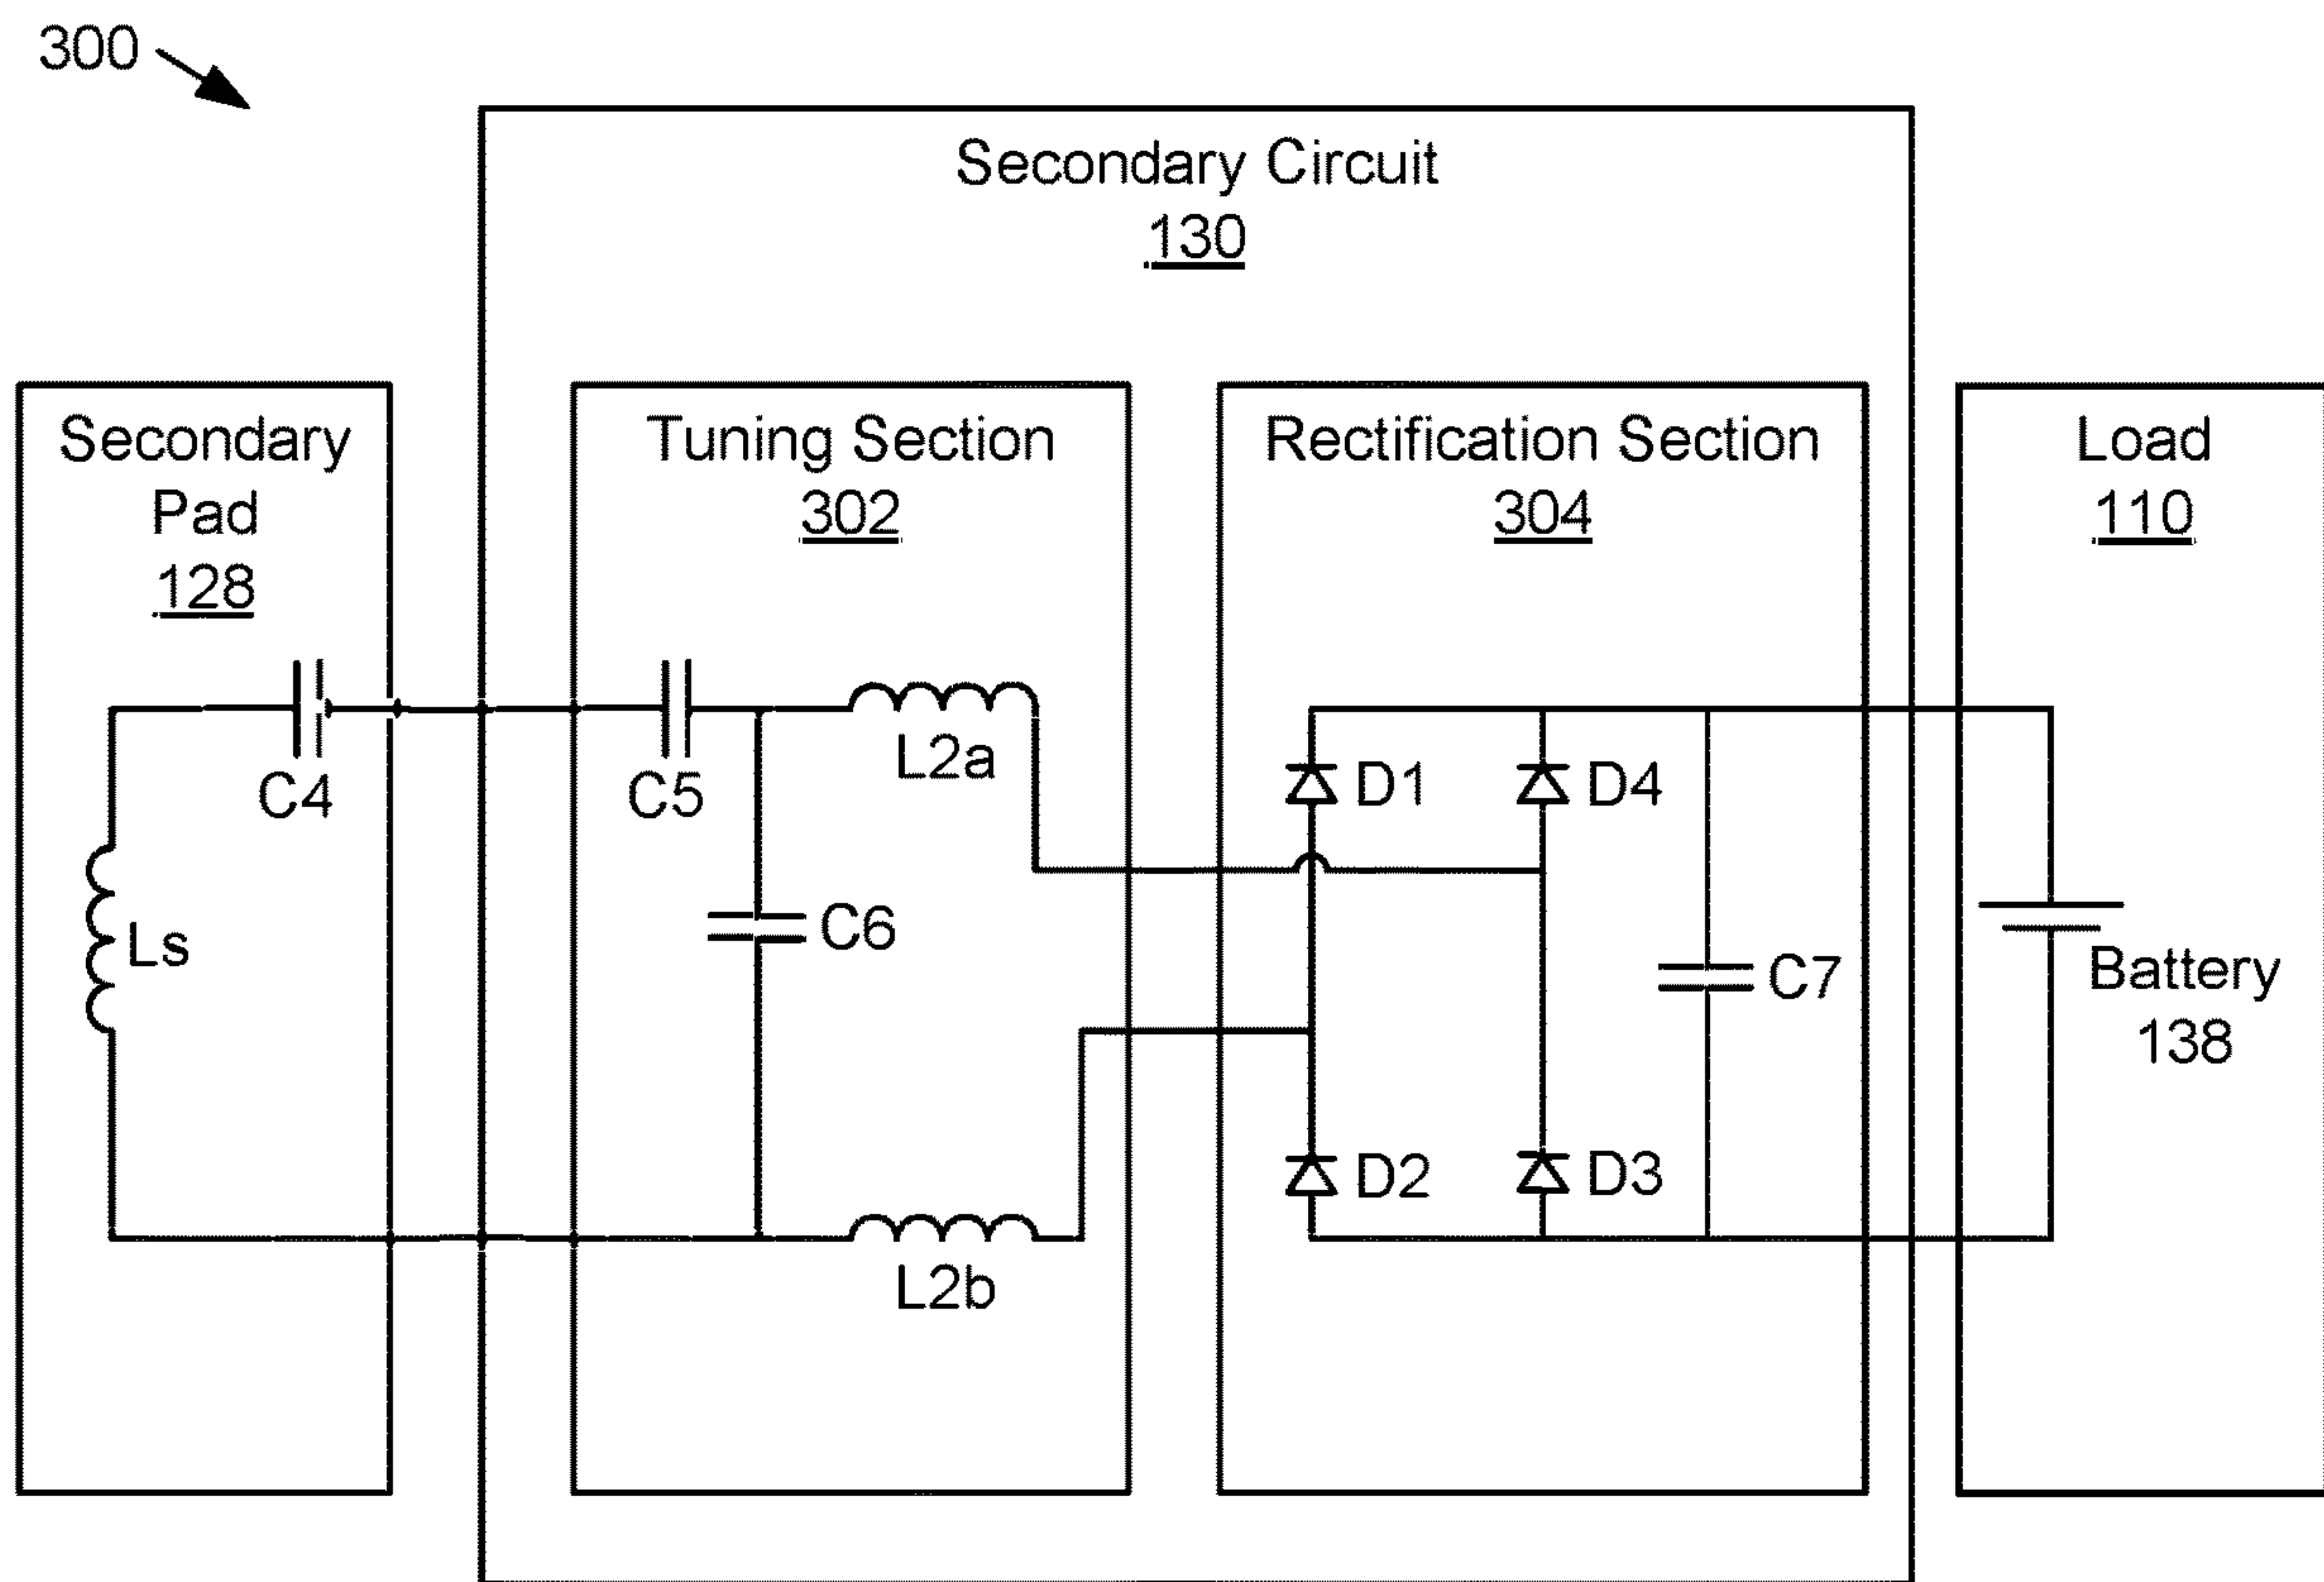 300
Secondary Circuit
130
Secondary
Pad
128
Tuning Section
302
Rectification Section
304
Load
110
C4
C5
L2a
D1
D4
Ls
C6
C7
Battery
138
D2
D3
L2b